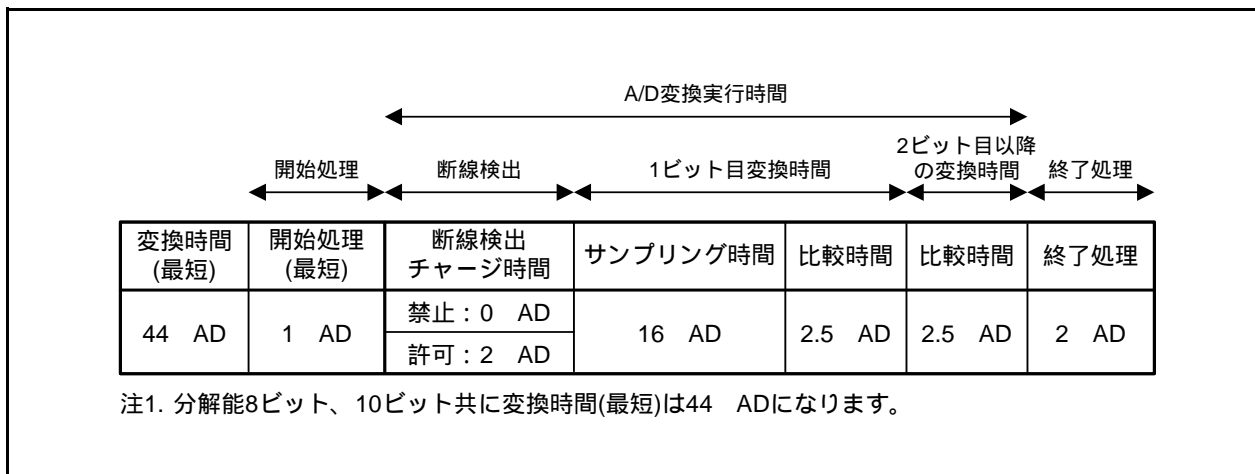 A/D変換実行時間
開始処理
断線検出
1ビット目変換時間
2ビット目以降
の変換時間
終了処理
変換時間
(最短)
開始処理
(最短)
断線検出
チャージ時間
サンプリング時間
比較時間
比較時間
終了処理
44 AD
1 AD
禁止：0 AD
許可：2 AD
16 AD
2.5 AD
2.5 AD
2 AD
注1. 分解能8ビット、10ビット共に変換時間(最短)は44 ADになります。